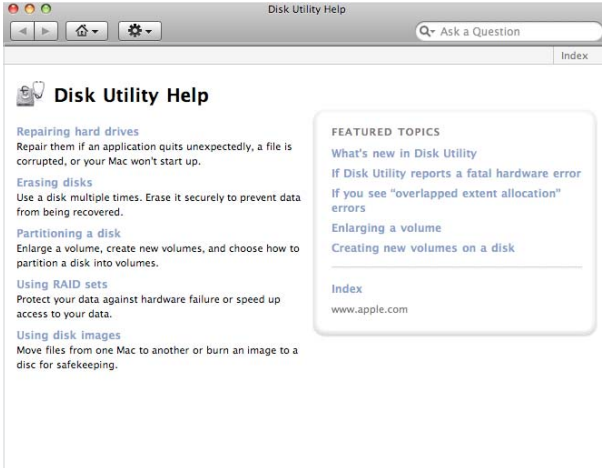 Disk Utility Help
Ask a Question
Index
Disk Utility Help
Repairing hard drives
Repair them if an application quits unexpectedly, a file is
corrupted, or your Mac won't start up.
Erasing disks
Use a disk multiple times. Erase it securely to prevent data
from being recovered.
Partitioning a disk
Enlarge a volume, create new volumes, and choose how to
partition a disk into volumes.
Using RAID sets
Protect your data against hardware failure or speed up
access to your data.
Using disk images
Move files from one Mac to another or burn an image to a
disc for safekeeping.
FEATURED TOPICS
What's new in Disk Utility
If Disk Utility reports a fatal hardware error
If you see “overlapped extent allocation”
errors
Enlarging a volume
Creating new volumes on a disk
Index
www.apple.com